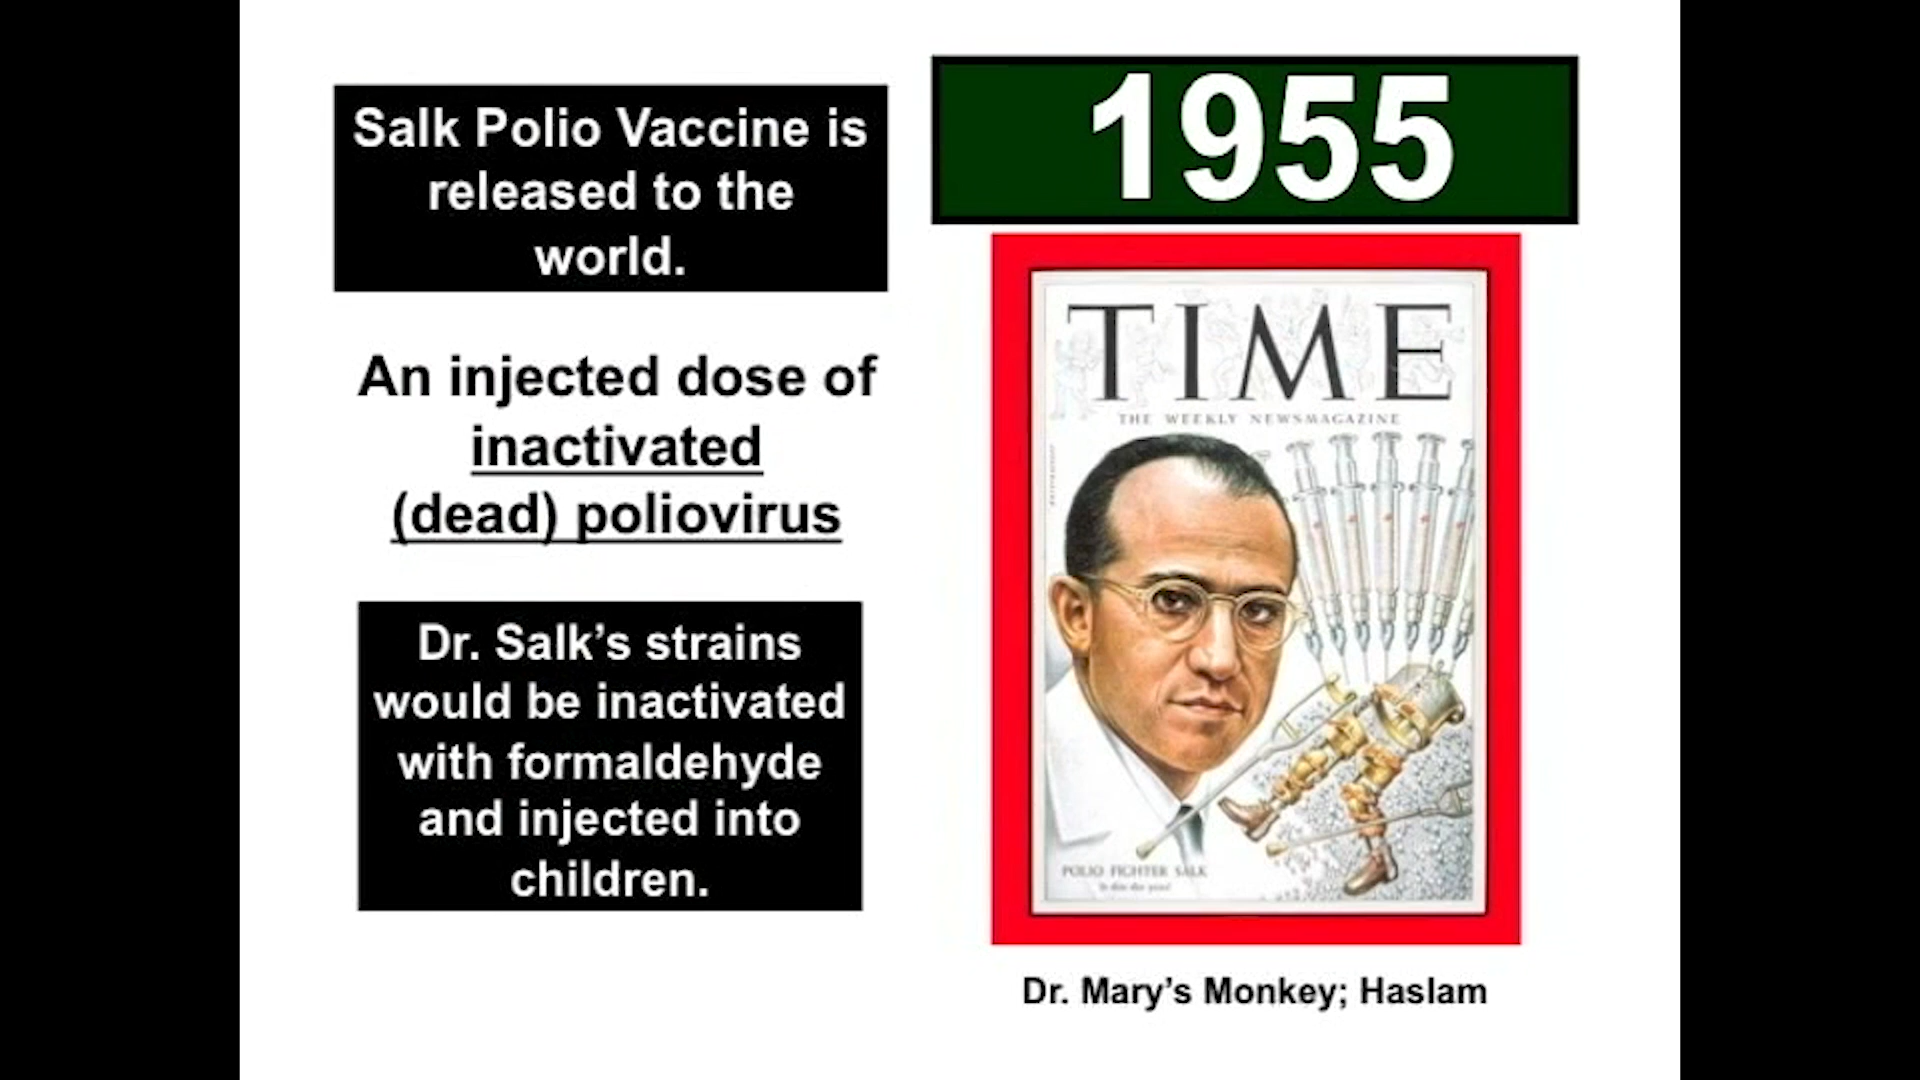 Salk Polio Vaccine is
released to the
world.
An injected dose of
inactivated
(dead) poliovirus
Dr. Salk’s strains
would be inactivated
with formaldehyde
and injected into
children.
1955
TIME
THE WEEKLY NEWSMAGAZINE
POLIO FIGHTER SALK
Dr. Mary’s Monkey; Haslam